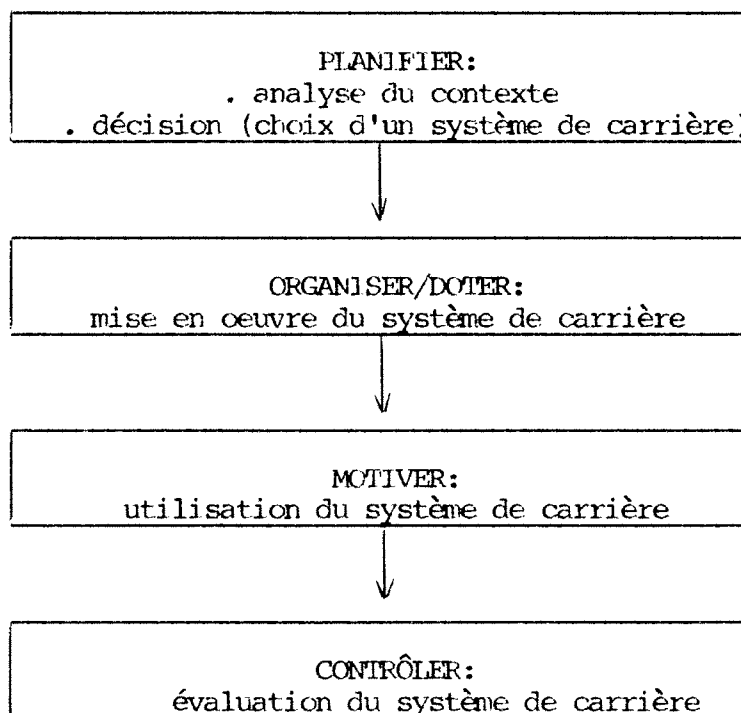 PLANIFIER:
. analyse du contexte
. décision (choix d'un système de carrière)
ORGANISER/DOTER:
mise en oeuvre du système de carrière
MOTIVER:
utilisation du système de carrière
CONTRÔLER:
évaluation du système de carrière